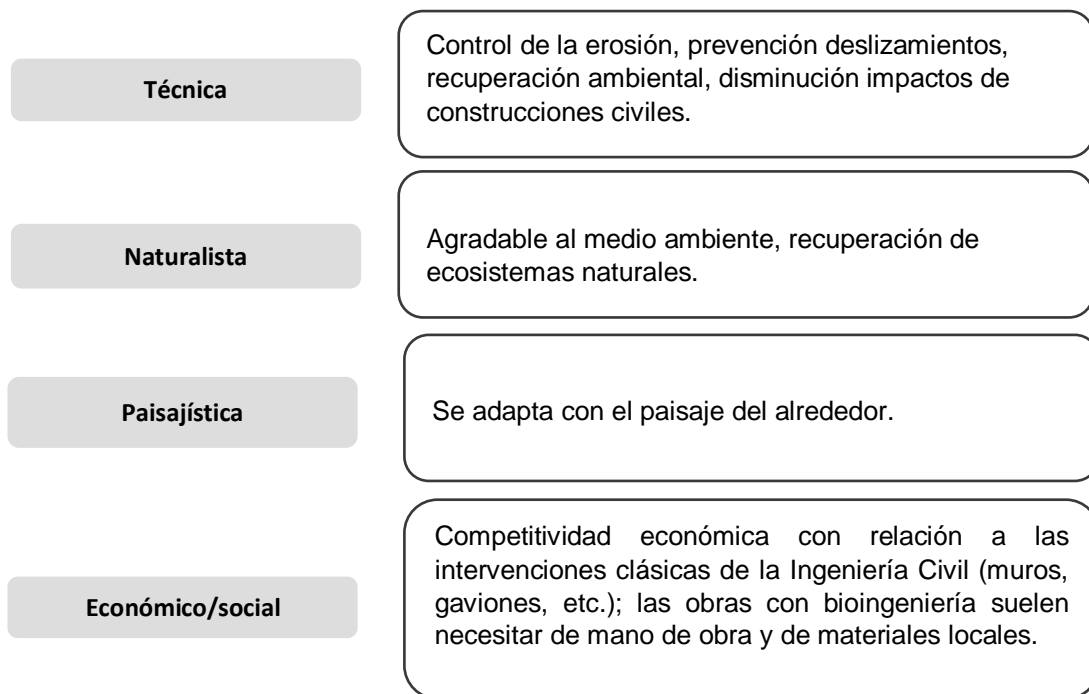 Técnica
Control de la erosión, prevención deslizamientos,
recuperación ambiental, disminución impactos de
construcciones civiles.
Naturalista
Agradable al medio ambiente, recuperación de
ecosistemas naturales.
Paisajística
Se adapta con el paisaje del alrededor.
Económico/social
Competitividad económica con relación a las
intervenciones clásicas de la Ingeniería Civil (muros,
gaviones, etc.); las obras con bioingeniería suelen
necesitar de mano de obra y de materiales locales.